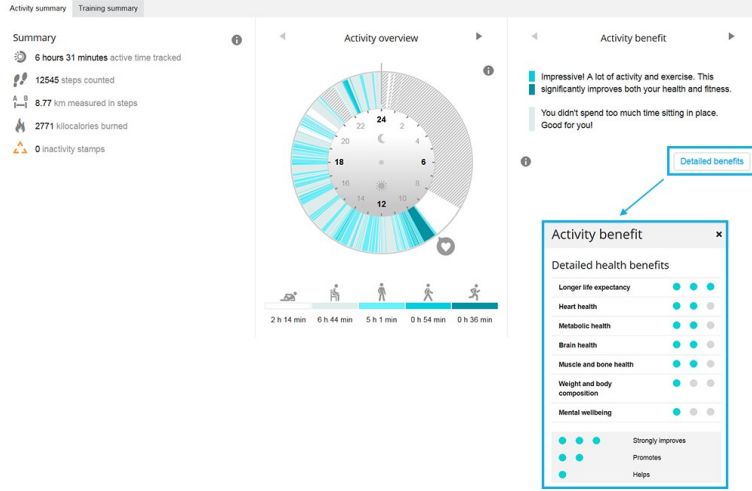 Activity summary
Training summary
Summary
6 hours 31 minutes active time tracked
12545 steps counted
A B
8.77 km measured in steps
2771 kilocalories burned
0 inactivity stamps
Activity overview
24
22
2
20
4
18
6
16
8
14
10
12
2 h 14 min
6 h 44 min
5 h 1 min
0 h 54 min
0 h 36 min
Activity benefit
Impressive! A lot of activity and exercise. This
significantly improves both your health and fitness.
You didn't spend too much time sitting in place.
Good for you!
Detailed benefits
Activity benefit
×
Detailed health benefits
Longer life expectancy
Heart health
Metabolic health
Brain health
Muscle and bone health
Weight and body
composition
Mental wellbeing
Strongly improves
Promotes
Helps